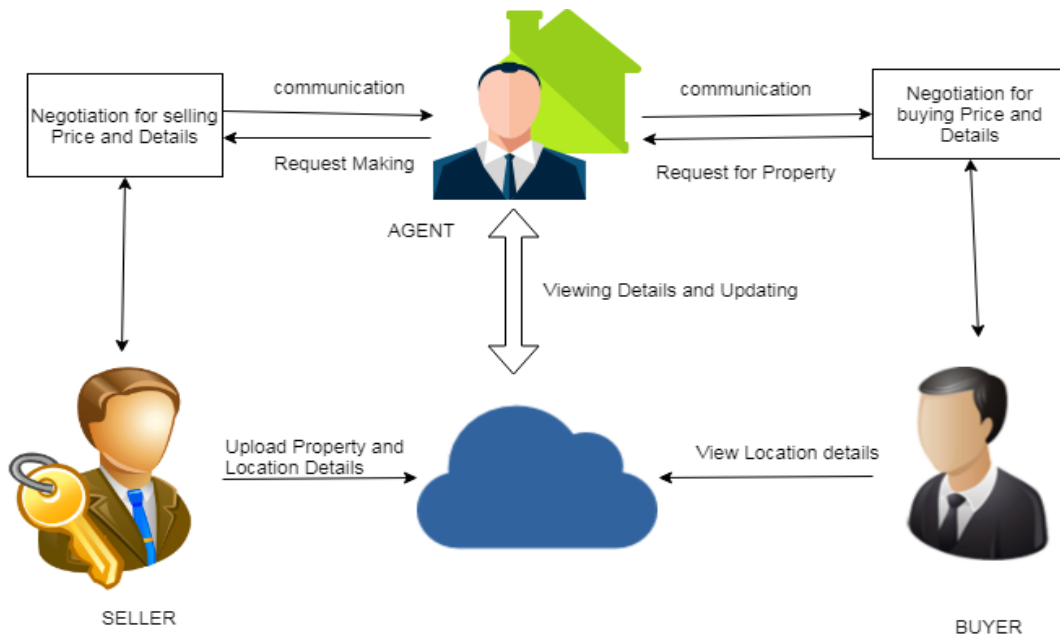 communication
communication
Negotiation for selling
Price and Details
Negotiation for
buying Price and
Details
Request Making
Request for Property
AGENT
Viewing Details and Updating
Upload Property and
Location Details
View Location details
SELLER
BUYER